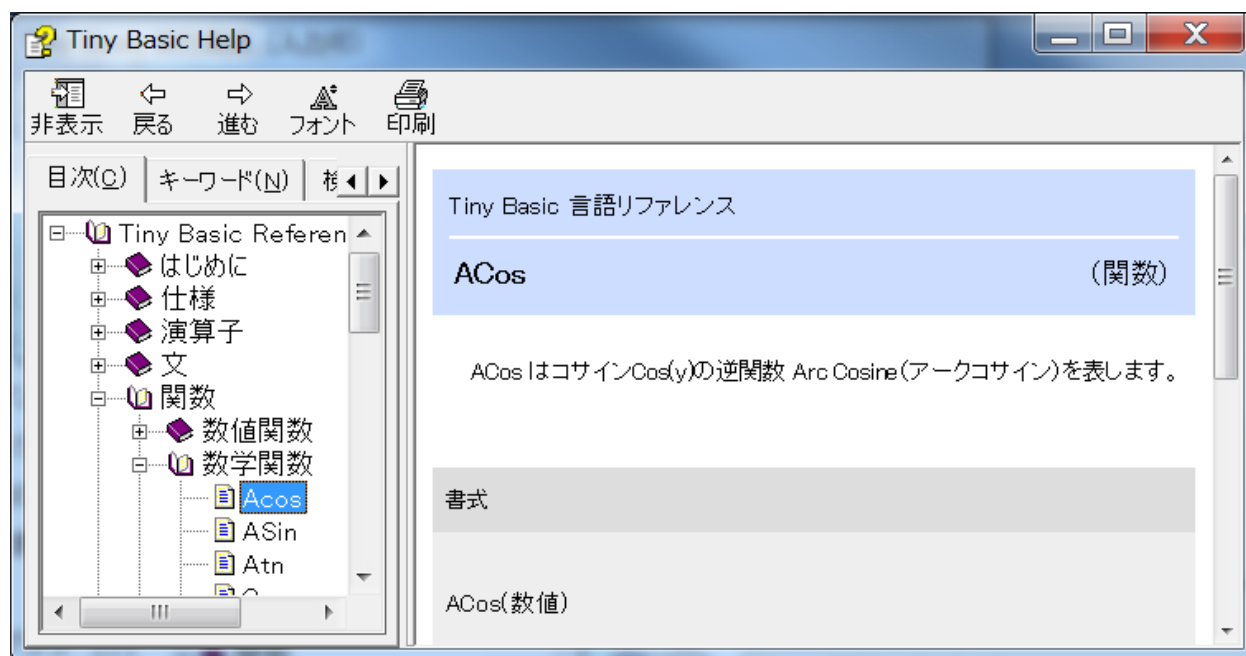 Tiny Basic Help
非表示 戻る 進む フォント 印刷
目次(C) キーワード(N)
Tiny Basic Referen
はじめに
仕様
演算子
文
関数
数値関数
数学関数
Acos
ASin
Atn
Tiny Basic 言語リファレンス
ACos (関数)
ACos はコサインCos(y)の逆関数 Arc Cosine(アークコサイン)を表します。
書式
ACos(数値)